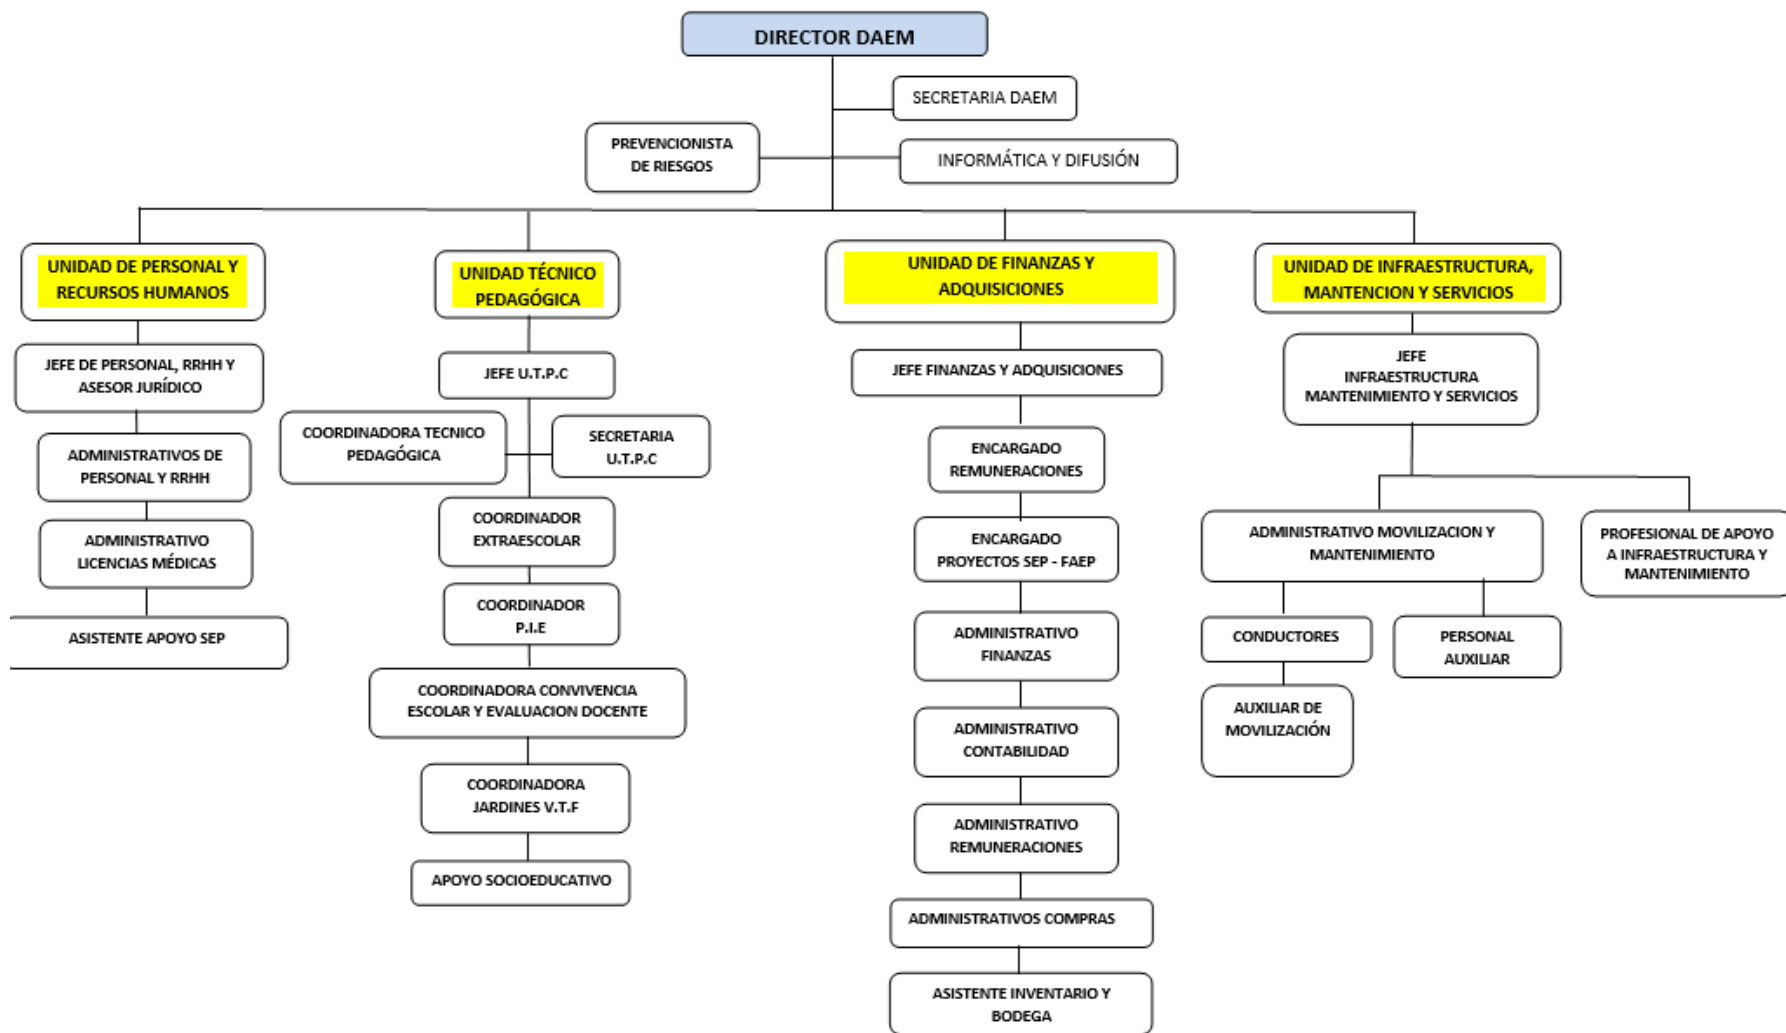 DIRECTOR DAEM
SECRETARIA DAEM
PREVENCIONISTA
DE RIESGOS
INFORMÁTICA Y DIFUSIÓN
UNIDAD DE PERSONAL Y
RECURSOS HUMANOS
JEFE DE PERSONAL, RRHH Y
ASESOR JURÍDICO
ADMINISTRATIVOS DE
PERSONAL Y RRHH
ADMINISTRATIVO
LICENCIAS MÉDICAS
ASISTENTE APOYO SEP
UNIDAD TÉCNICO
PEDAGÓGICA
JEFE U.T.P.C
COORDINADORA TECNICO
PEDAGÓGICA
SECRETARIA
U.T.P.C
COORDINADOR
EXTRAESCOLAR
COORDINADOR
P.I.E
COORDINADORA CONVIVENCIA
ESCOLAR Y EVALUACION DOCENTE
COORDINADORA
JARDINES V.T.F
APOYO SOCIOEDUCATIVO
UNIDAD DE FINANZAS Y
ADQUISICIONES
JEFE FINANZAS Y ADQUISICIONES
ENCARGADO
REMUNERACIONES
ENCARGADO
PROYECTOS SEP - FAEP
ADMINISTRATIVO
FINANZAS
ADMINISTRATIVO
CONTABILIDAD
ADMINISTRATIVO
REMUNERACIONES
ADMINISTRATIVOS COMPRAS
ASISTENTE INVENTARIO Y
BODEGA
UNIDAD DE INFRAESTRUCTURA,
MANTENCION Y SERVICIOS
JEFE
INFRAESTRUCTURA
MANTENIMIENTO Y SERVICIOS
ADMINISTRATIVO MOVILIZACION Y
MANTENIMIENTO
PROFESIONAL DE APOYO
A INFRAESTRUCTURA Y
MANTENIMIENTO
CONDUCTORES
PERSONAL
AUXILIAR
AUXILIAR DE
MOVILIZACIÓN